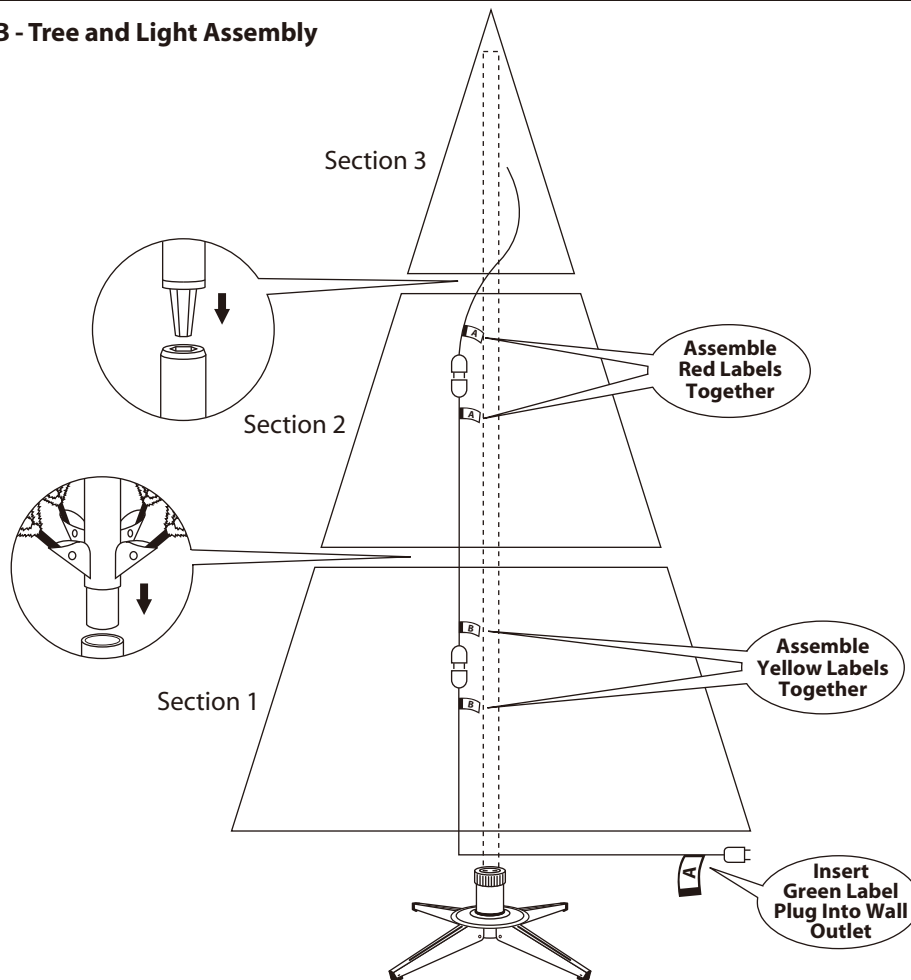 3 - Tree and Light Assembly
Section 3
A
Assemble
Red Labels
Together
A
Section 2
B
Assemble
Yellow Labels
Together
B
Section 1
A
Insert
Green Label
Plug Into Wall
Outlet